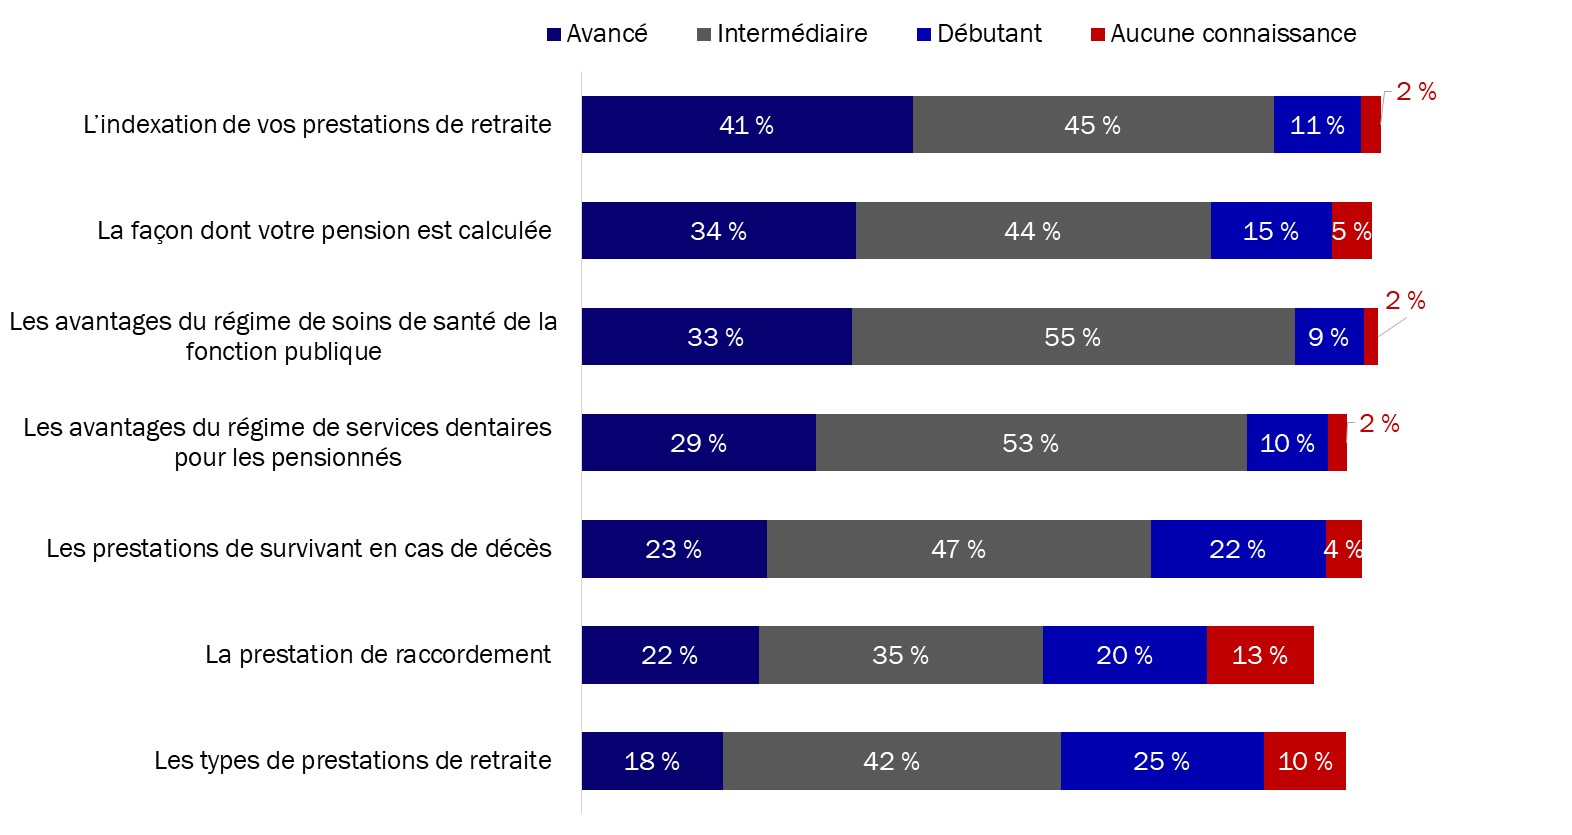 Avancé Intermédiaire Débutant Aucune connaissance
L’indexation de vos prestations de retraite 41 % 45 % 11 % 2 %
La façon dont votre pension est calculée 34 % 44 % 15 % 5 %
Les avantages du régime de soins de santé de la
fonction publique 33 % 55 % 9 % 2 %
Les avantages du régime de services dentaires
pour les pensionnés 29 % 53 % 10 % 2 %
Les prestations de survivant en cas de décès 23 % 47 % 22 % 4 %
La prestation de raccordement 22 % 35 % 20 % 13 %
Les types de prestations de retraite 18 % 42 % 25 % 10 %